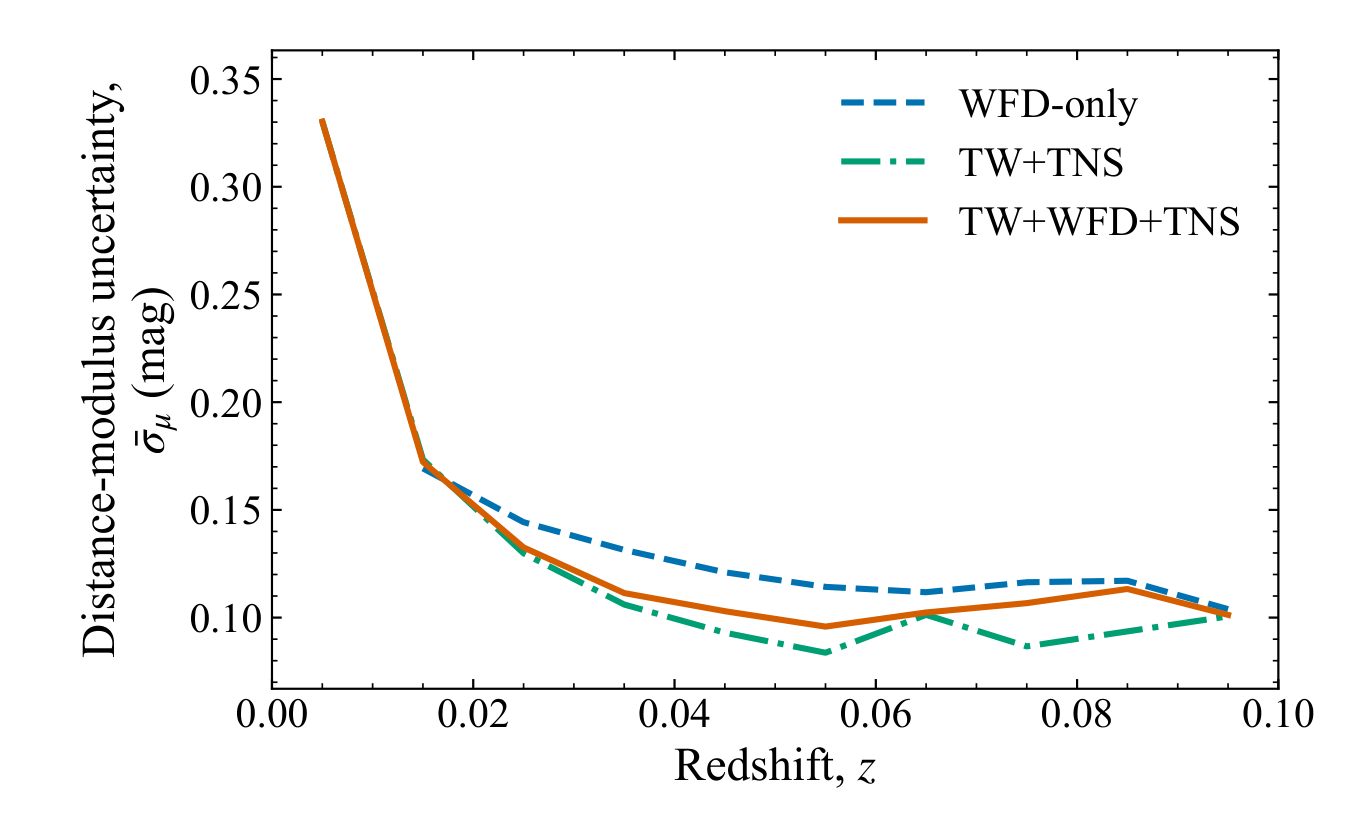 Distance-modulus uncertainty,
σ̄_μ (mag)
0.35
0.30
0.25
0.20
0.15
0.10
WFD-only
TW+TNS
TW+WFD+TNS
0.00 0.02 0.04 0.06 0.08 0.10
Redshift, z